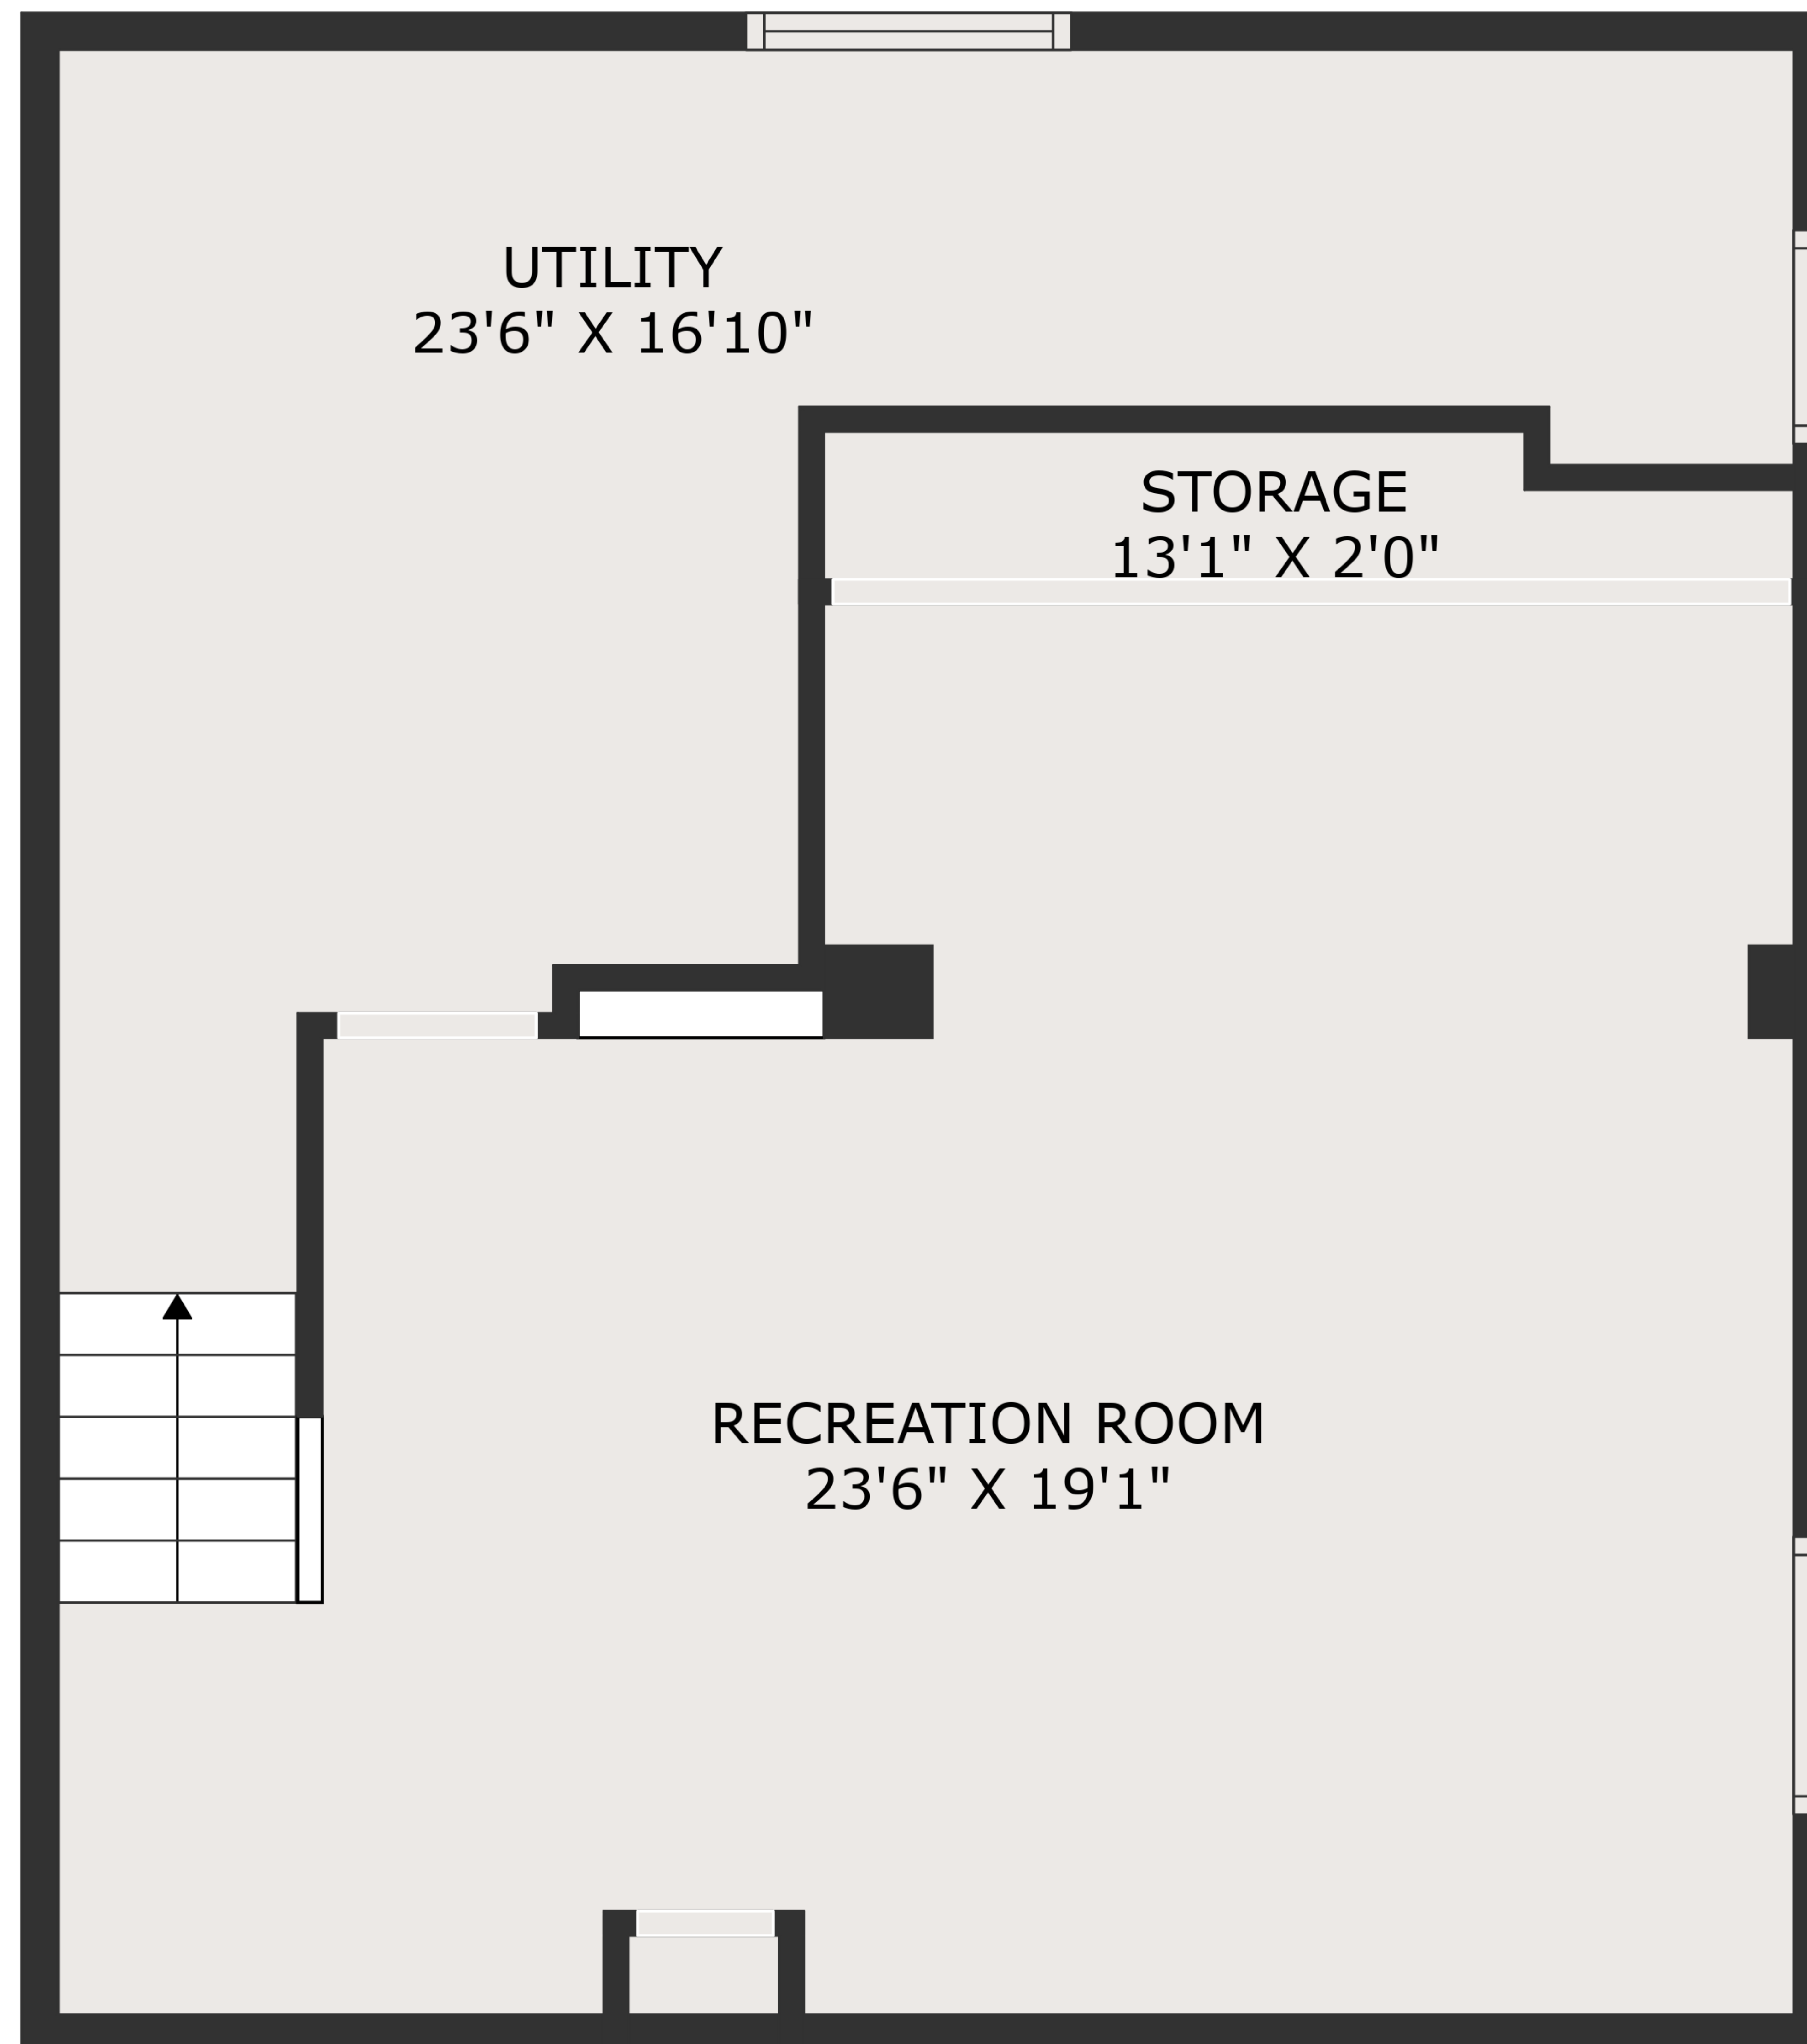 UTILITY
23'6" X 16'10"
STORAGE
13'1" X 2'0"
RECREATION ROOM
23'6" X 19'1"